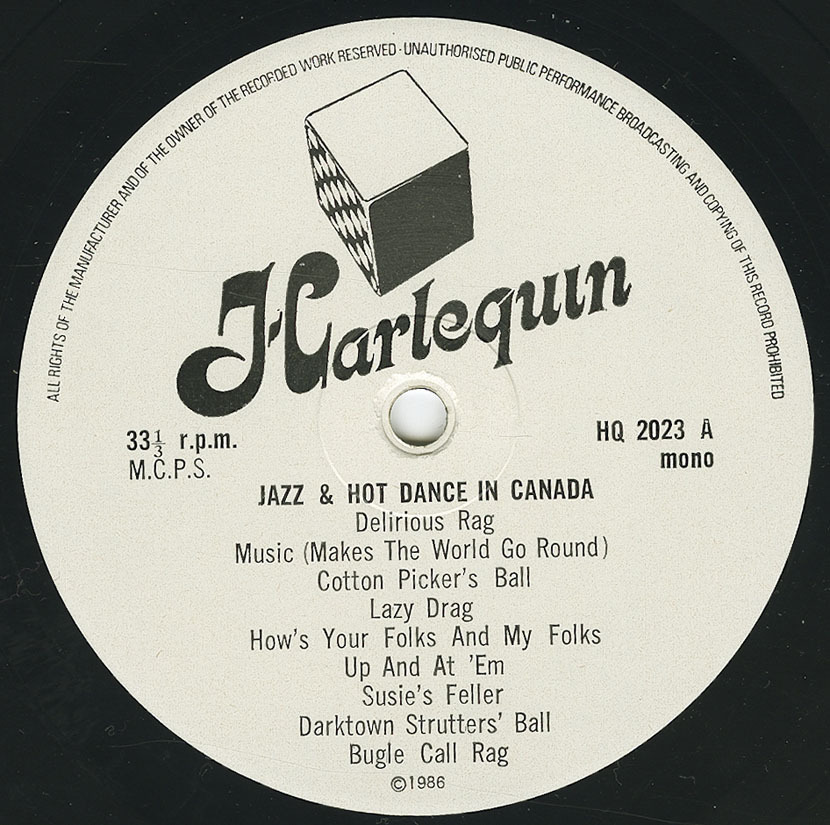 ALL RIGHTS OF THE MANUFACTURER AND OF THE OWNER OF THE RECORDED WORK RESERVED · UNAUTHORISED PUBLIC PERFORMANCE BROADCASTING AND COPYING OF THIS RECORD PROHIBITED
Harlequin
33⅓ r.p.m.
M.C.P.S.
HQ 2023 A
mono
JAZZ & HOT DANCE IN CANADA
Delirious Rag
Music (Makes The World Go Round)
Cotton Picker's Ball
Lazy Drag
How's Your Folks And My Folks
Up And At 'Em
Susie's Feller
Darktown Strutters' Ball
Bugle Call Rag
©1986